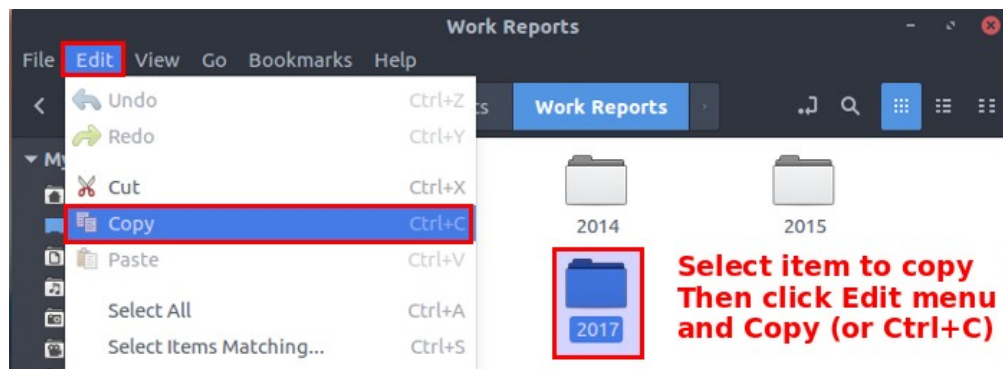 Work Reports
File Edit View Go Bookmarks Help
Undo Ctrl+Z
Redo Ctrl+Y
Cut Ctrl+X
Copy Ctrl+C
Paste Ctrl+V
Select All Ctrl+A
Select Items Matching... Ctrl+S
ts Work Reports
My
2014 2015
2017
Select item to copy
Then click Edit menu
and Copy (or Ctrl+C)